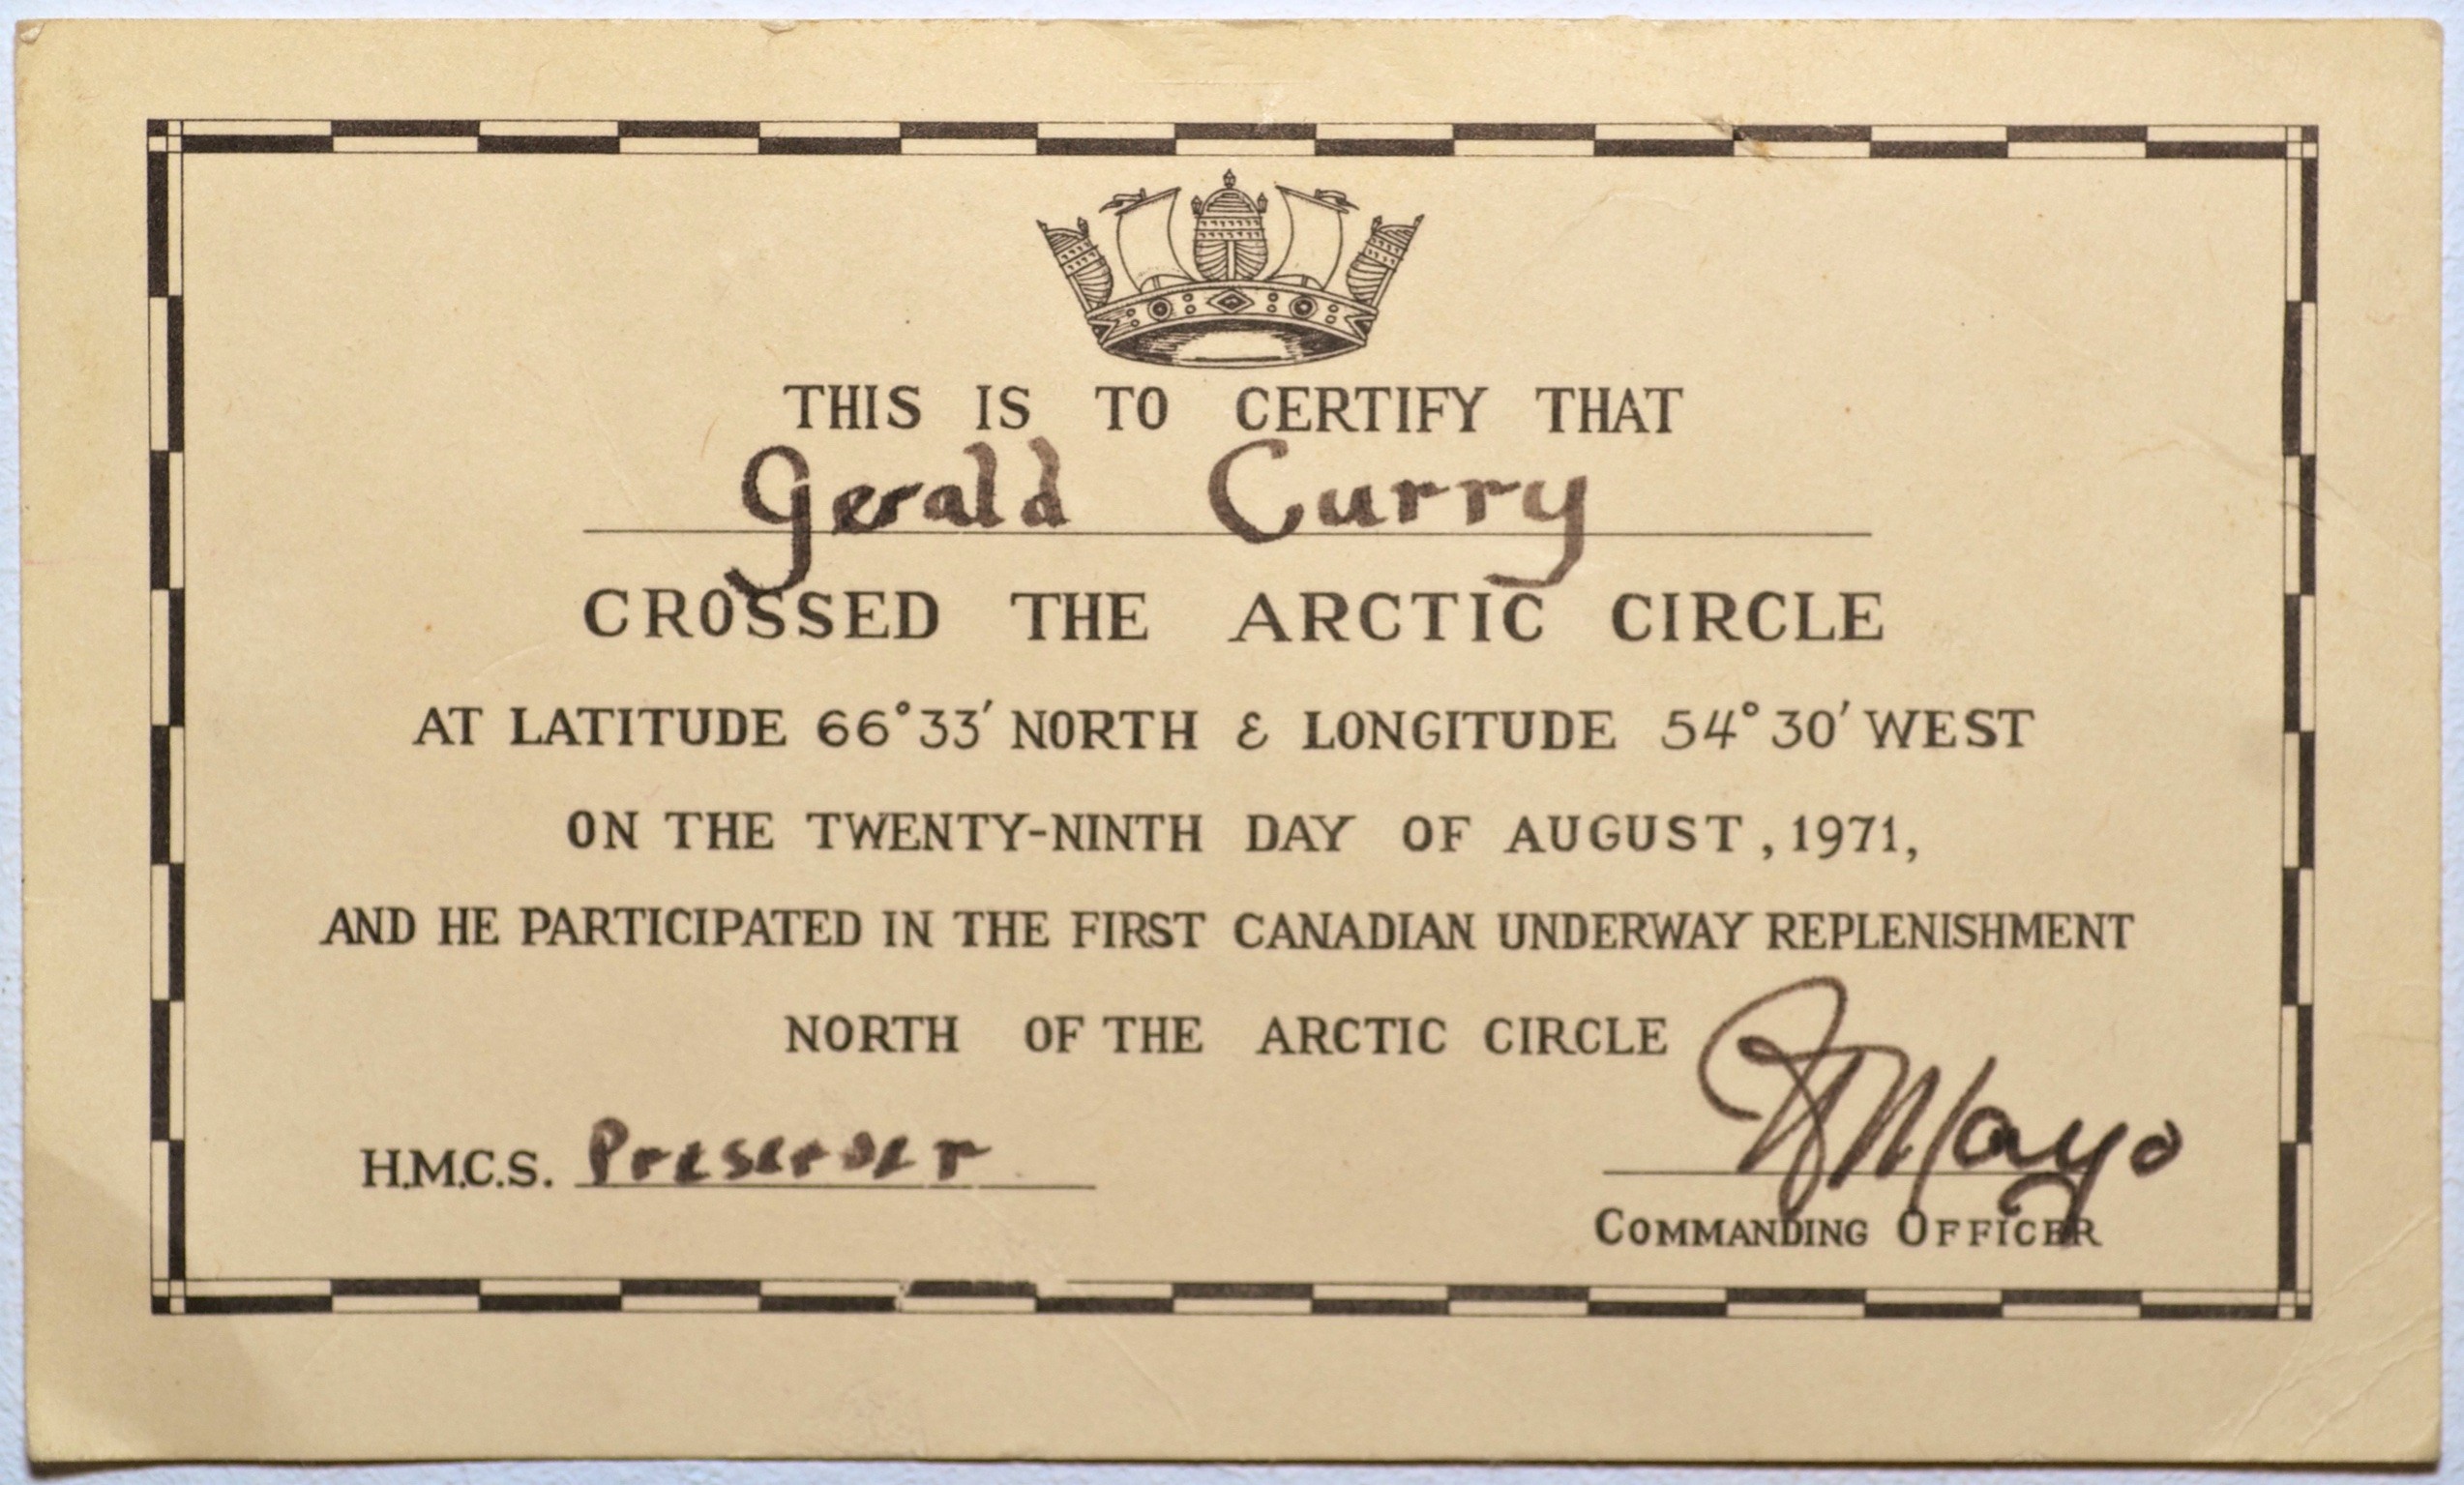 THIS IS TO CERTIFY THAT
Gerald Curry
CROSSED THE ARCTIC CIRCLE
AT LATITUDE 66°33′ NORTH & LONGITUDE 54°30′ WEST
ON THE TWENTY-NINTH DAY OF AUGUST, 1971,
AND HE PARTICIPATED IN THE FIRST CANADIAN UNDERWAY REPLENISHMENT
NORTH OF THE ARCTIC CIRCLE
H.M.C.S. Preserver
Mayo
COMMANDING OFFICER